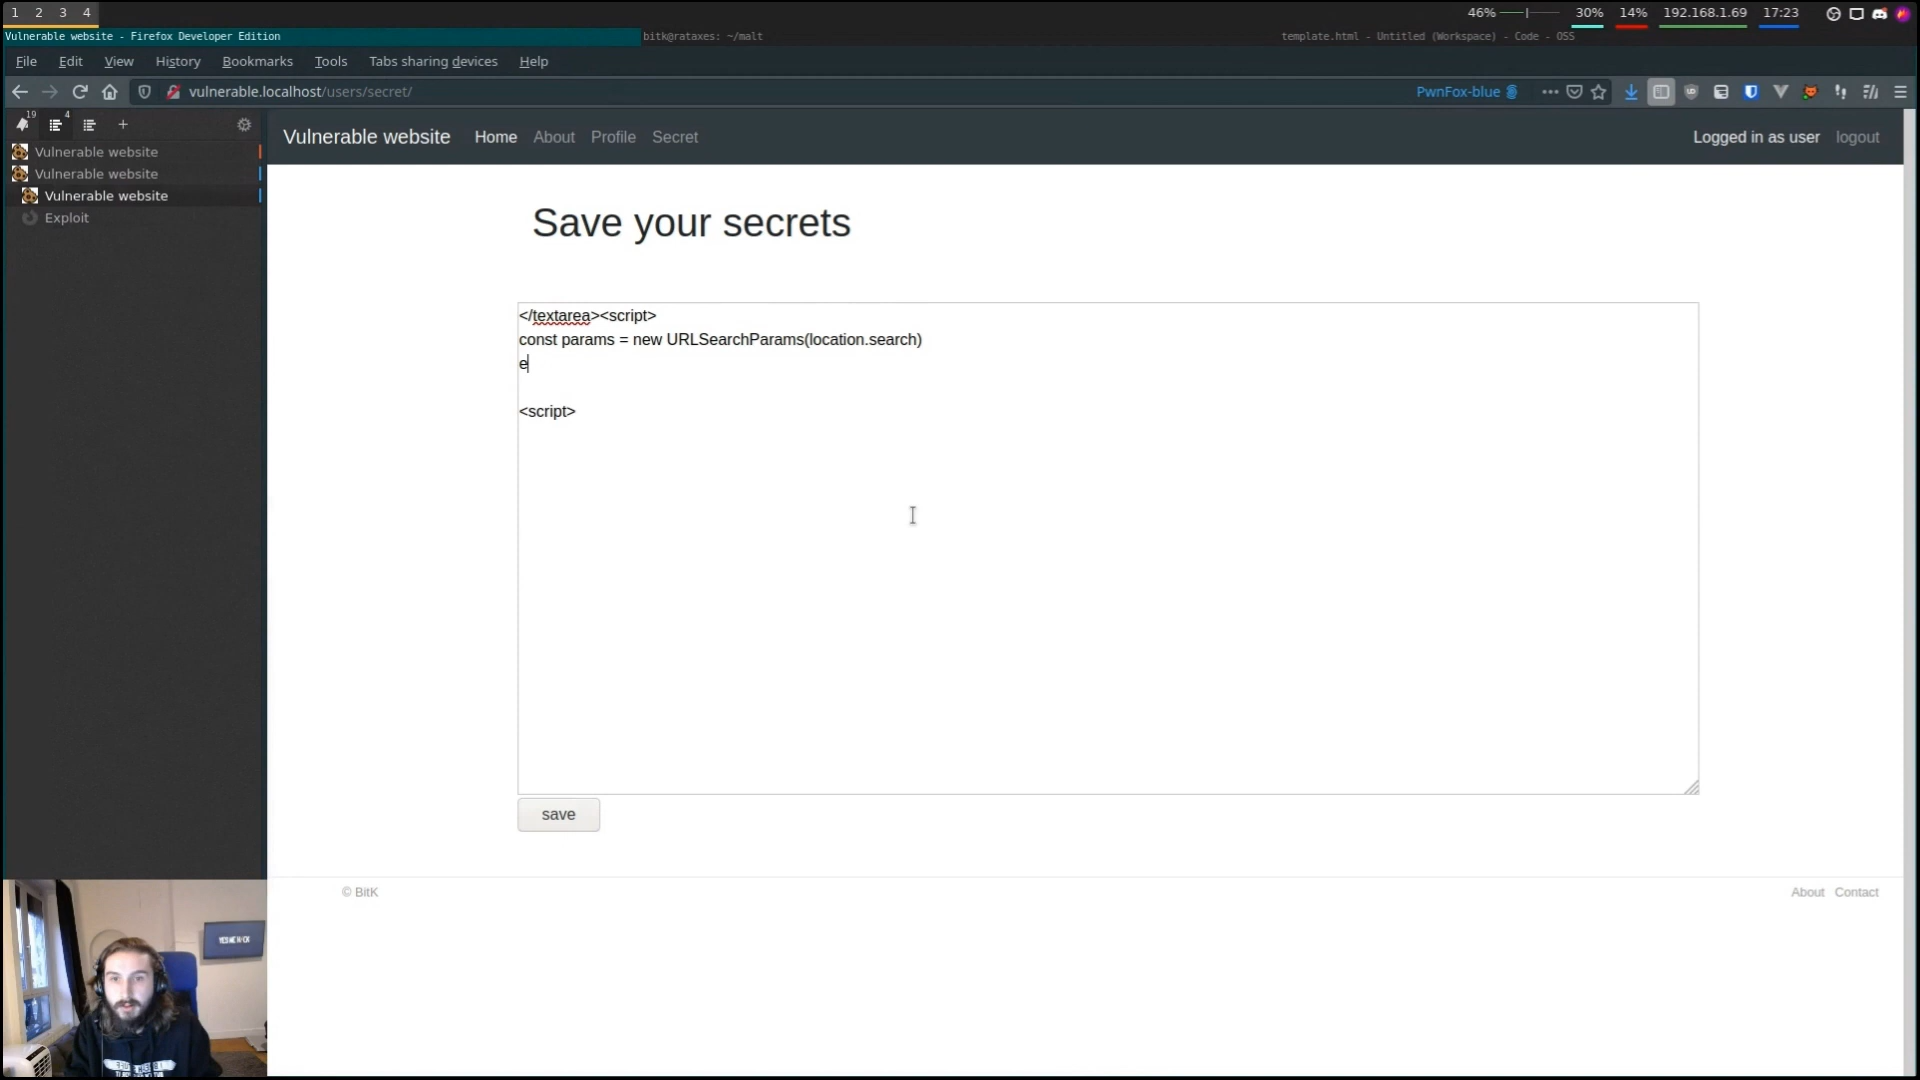 1 2 3 4
46% 30% 14% 192.168.1.69 17:23
Vulnerable website - Firefox Developer Edition
bitk@rataxes: ~/malt
template.html - Untitled (Workspace) - Code - OSS
File Edit View History Bookmarks Tools Tabs sharing devices Help
vulnerable.localhost/users/secret/
PwnFox-blue
19
4
Vulnerable website
Vulnerable website
Vulnerable website
Exploit
Vulnerable website Home About Profile Secret
Logged in as user logout
Save your secrets
</textarea><script>
const params = new URLSearchParams(location.search)
e
<script>
save
© BitK
About Contact